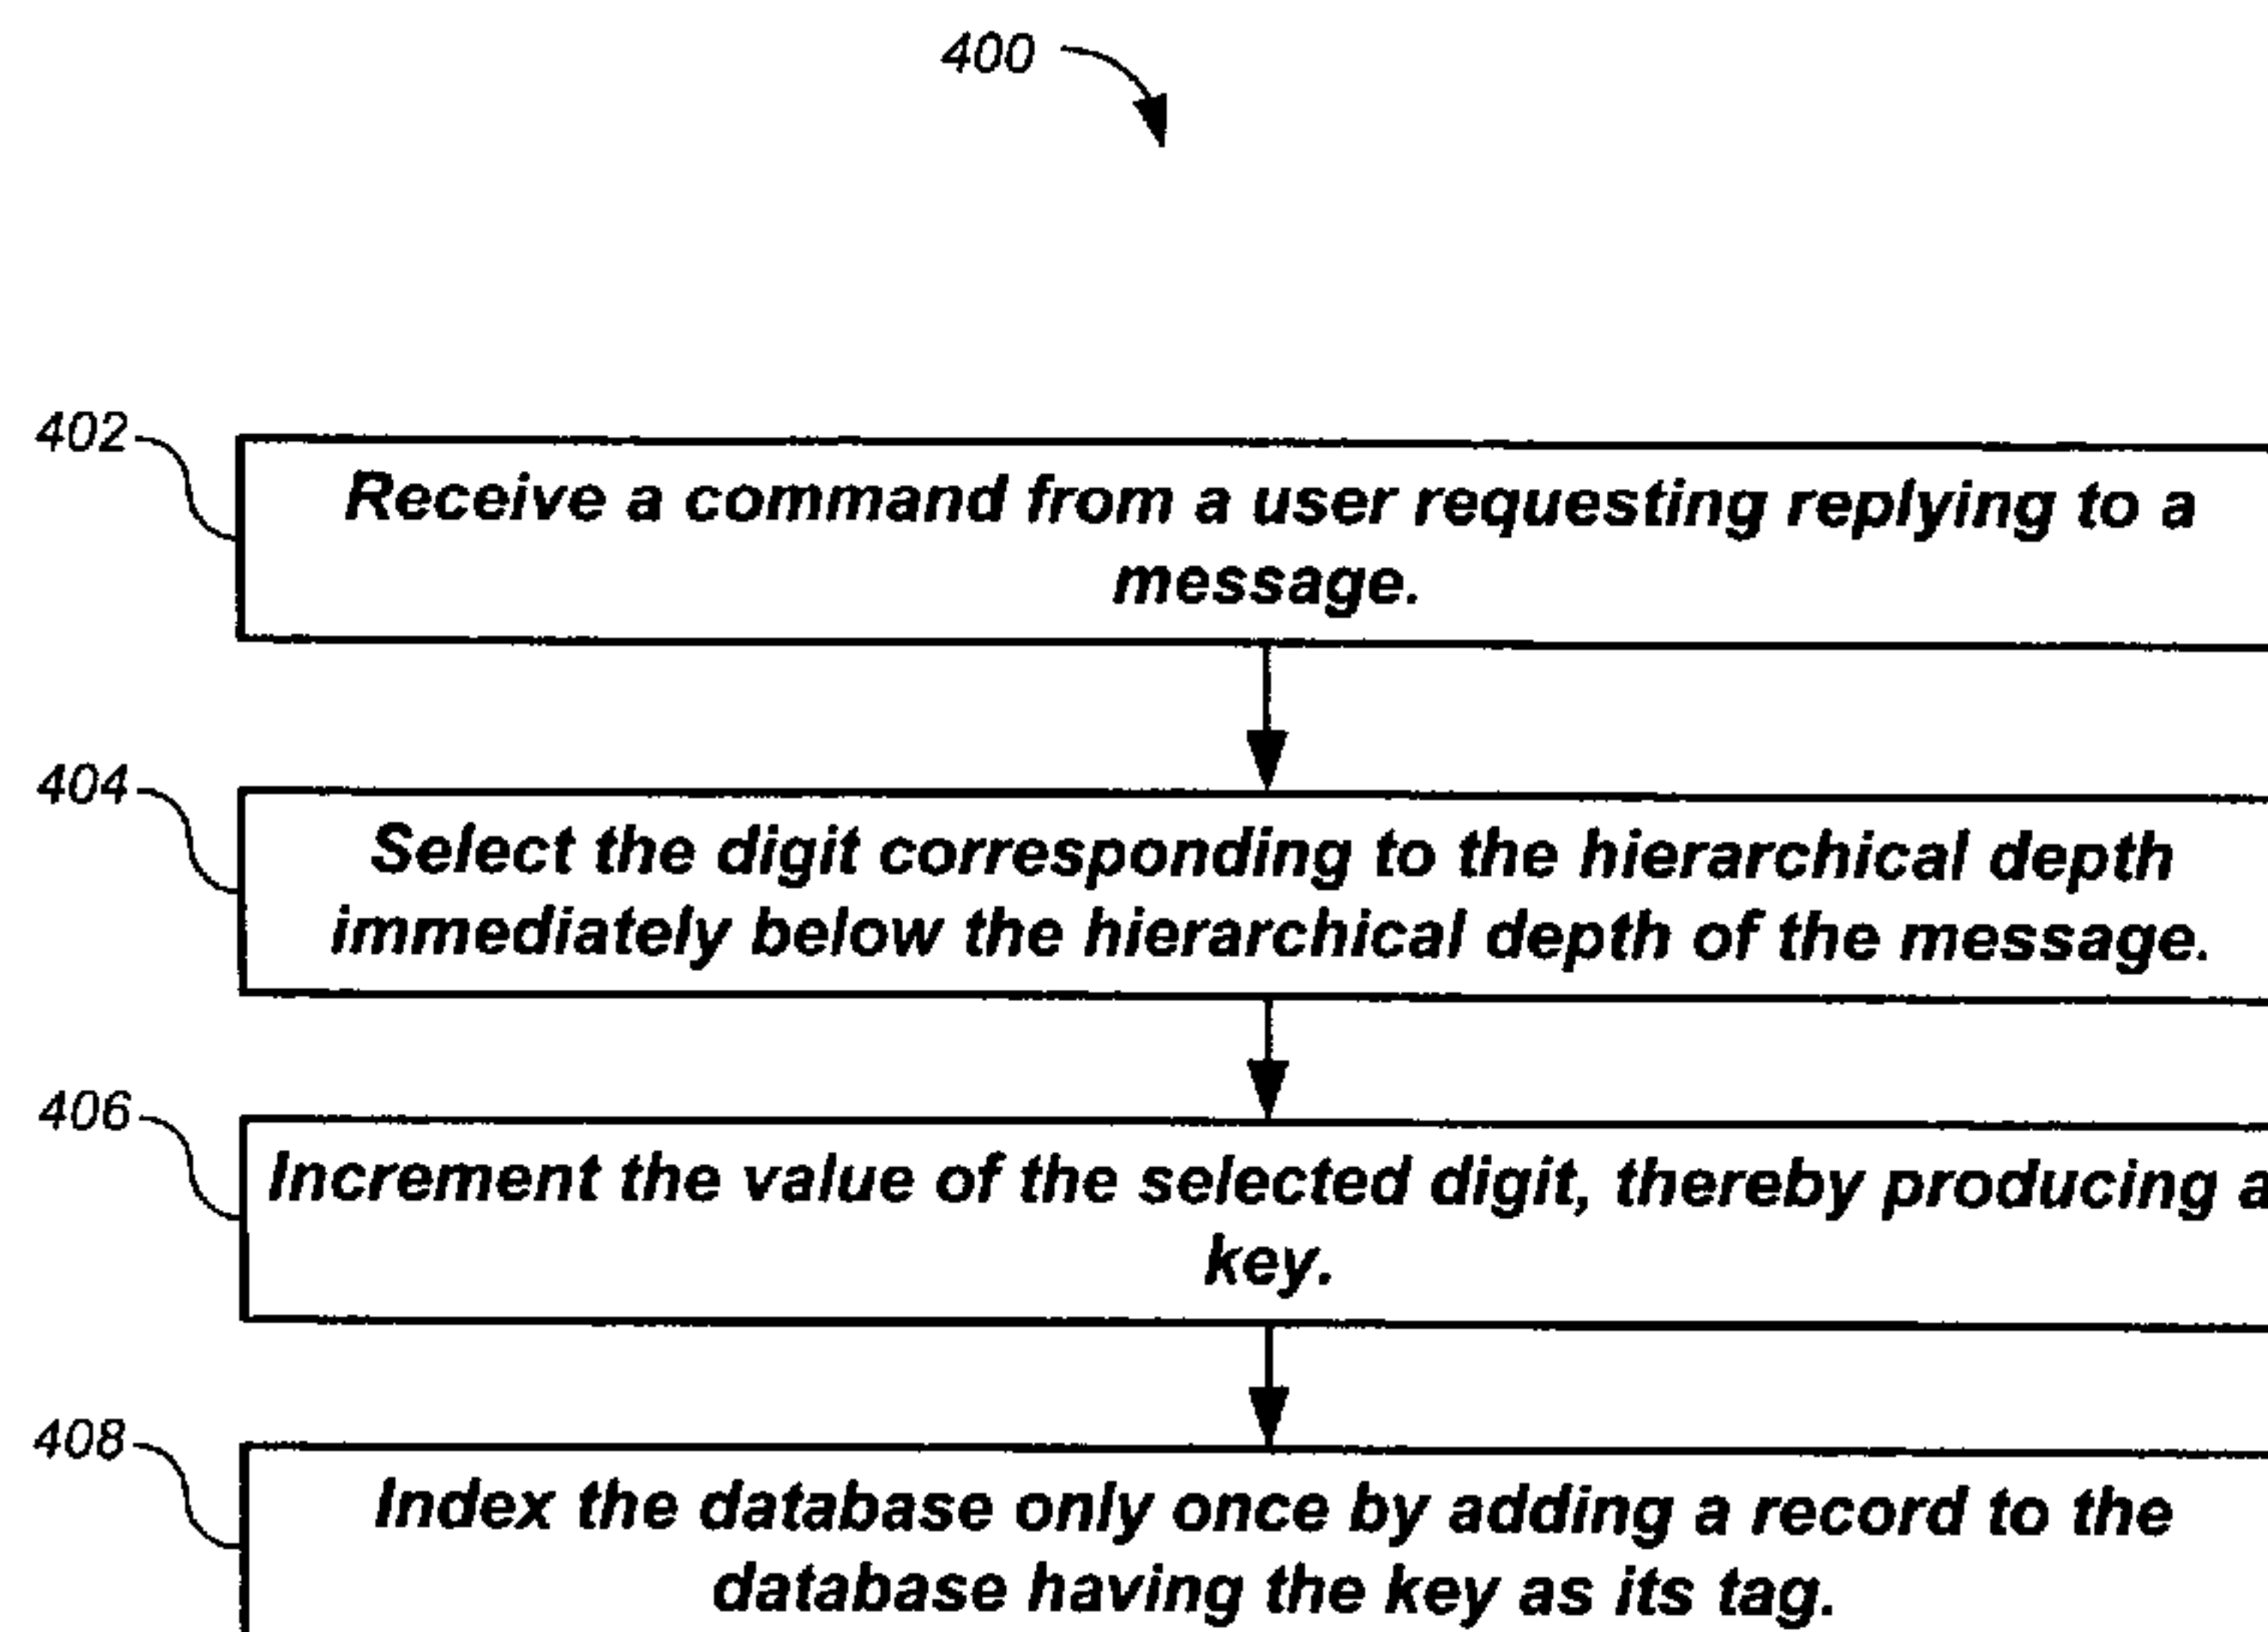 400
402
Receive a command from a user requesting replying to a
message.
404
Select the digit corresponding to the hierarchical depth
immediately below the hierarchical depth of the message.
406
Increment the value of the selected digit, thereby producing a
key.
408
Index the database only once by adding a record to the
database having the key as its tag.